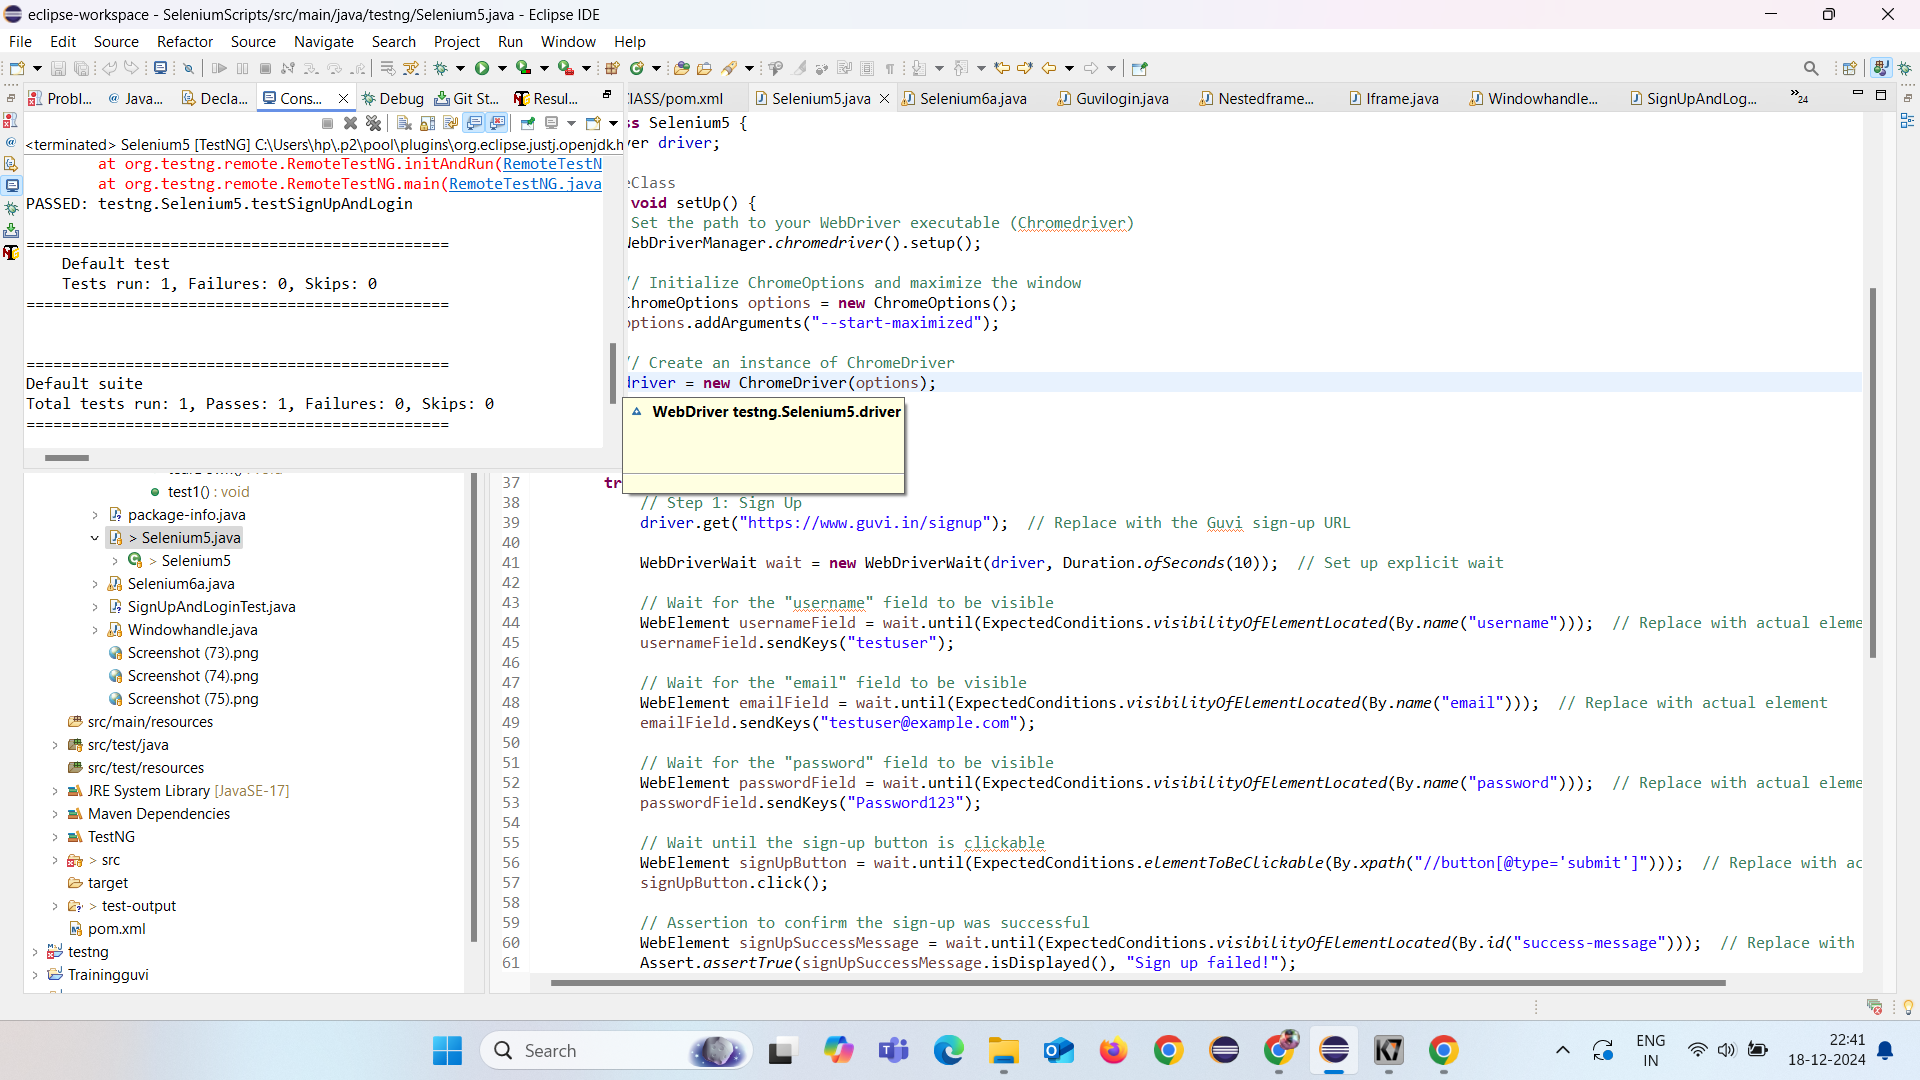 eclipse-workspace - SeleniumScripts/src/main/java/testng/Selenium5.java - Eclipse IDE
File Edit Source Refactor Source Navigate Search Project Run Window Help
Probl... Java... Decla... Cons... Debug Git St... Resul...
lASS/pom.xml Selenium5.java Selenium6a.java Guvilogin.java Nestedframe... Iframe.java Windowhandle... SignUpAndLog... 24
<terminated> Selenium5 [TestNG] C:\Users\hp\.p2\pool\plugins\org.eclipse.justj.openjdk.h
at org.testng.remote.RemoteTestNG.initAndRun(RemoteTestN
at org.testng.remote.RemoteTestNG.main(RemoteTestNG.java
PASSED: testng.Selenium5.testSignUpAndLogin
===============================================
Default test
Tests run: 1, Failures: 0, Skips: 0
===============================================
===============================================
Default suite
Total tests run: 1, Passes: 1, Failures: 0, Skips: 0
===============================================
ss Selenium5 {
ver driver;
eClass
void setUp() {
Set the path to your WebDriver executable (Chromedriver)
WebDriverManager.chromedriver().setup();
// Initialize ChromeOptions and maximize the window
ChromeOptions options = new ChromeOptions();
options.addArguments("--start-maximized");
// Create an instance of ChromeDriver
driver = new ChromeDriver(options);
WebDriver testng.Selenium5.driver
37 tr
38 // Step 1: Sign Up
39 driver.get("https://www.guvi.in/signup"); // Replace with the Guvi sign-up URL
40
41 WebDriverWait wait = new WebDriverWait(driver, Duration.ofSeconds(10)); // Set up explicit wait
42
43 // Wait for the "username" field to be visible
44 WebElement usernameField = wait.until(ExpectedConditions.visibilityOfElementLocated(By.name("username"))); // Replace with actual eleme
45 usernameField.sendKeys("testuser");
46
47 // Wait for the "email" field to be visible
48 WebElement emailField = wait.until(ExpectedConditions.visibilityOfElementLocated(By.name("email"))); // Replace with actual element
49 emailField.sendKeys("testuser@example.com");
50
51 // Wait for the "password" field to be visible
52 WebElement passwordField = wait.until(ExpectedConditions.visibilityOfElementLocated(By.name("password"))); // Replace with actual eleme
53 passwordField.sendKeys("Password123");
54
55 // Wait until the sign-up button is clickable
56 WebElement signUpButton = wait.until(ExpectedConditions.elementToBeClickable(By.xpath("//button[@type='submit']"))); // Replace with ac
57 signUpButton.click();
58
59 // Assertion to confirm the sign-up was successful
60 WebElement signUpSuccessMessage = wait.until(ExpectedConditions.visibilityOfElementLocated(By.id("success-message"))); // Replace with
61 Assert.assertTrue(signUpSuccessMessage.isDisplayed(), "Sign up failed!");
test1() : void
package-info.java
> Selenium5.java
> Selenium5
Selenium6a.java
SignUpAndLoginTest.java
Windowhandle.java
Screenshot (73).png
Screenshot (74).png
Screenshot (75).png
src/main/resources
src/test/java
src/test/resources
JRE System Library [JavaSE-17]
Maven Dependencies
TestNG
> src
target
> test-output
pom.xml
testng
Trainingguvi
Search
ENG
IN
22:41
18-12-2024